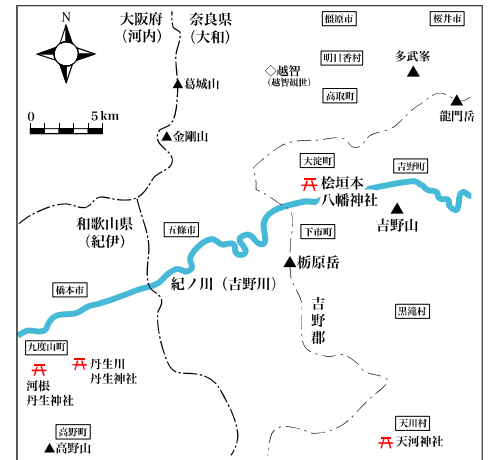 N
大阪府
（河内）
奈良県
（大和）
橿原市
桜井市
明日香村
多武峯
◇越智
（越智観世）
葛城山
高取町
龍門岳
0 5km
金剛山
大淀町
吉野町
桧垣本
八幡神社
吉野山
和歌山県
（紀伊）
五條市
下市町
栃原岳
紀ノ川（吉野川）
橋本市
吉野郡
黒滝村
九度山町
丹生川
丹生神社
河根
丹生神社
天川村
天河神社
高野町
高野山